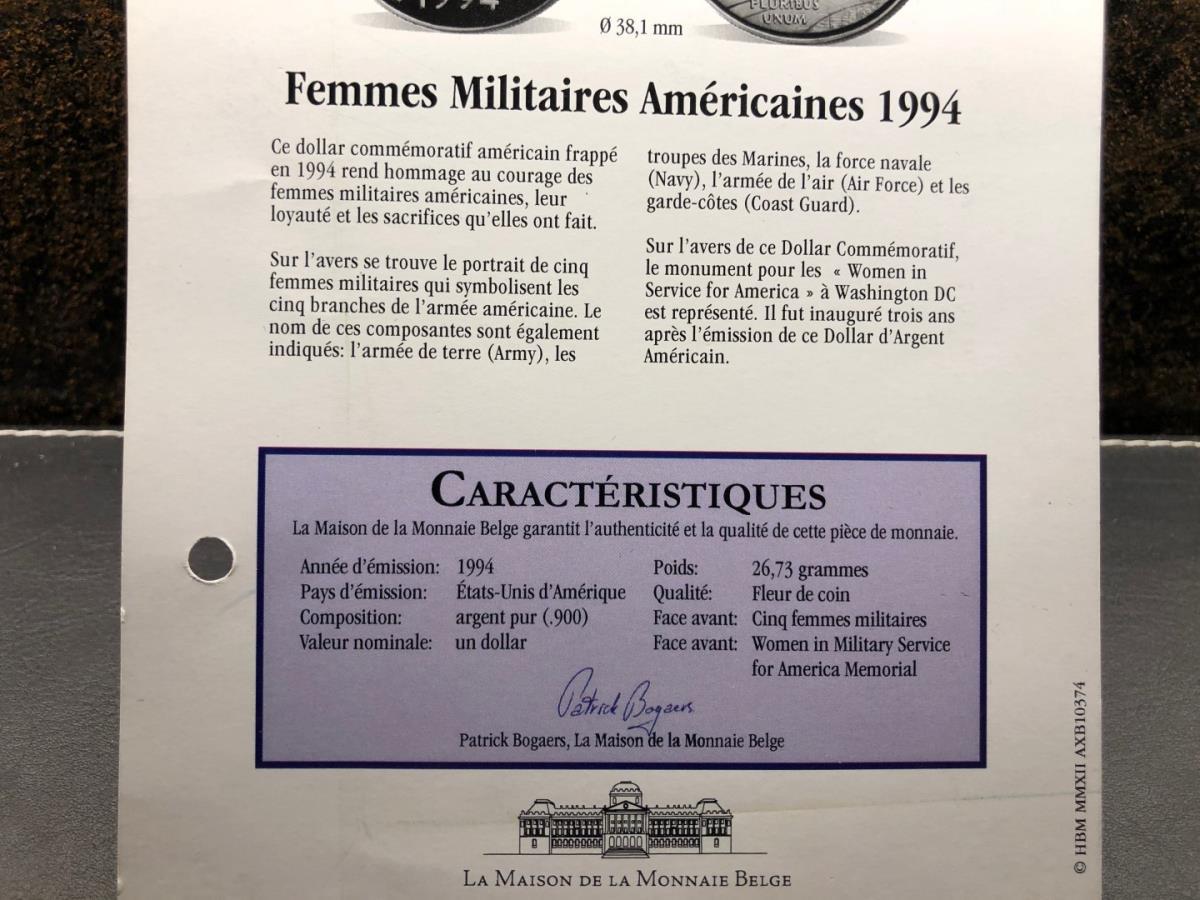 1994
PLURIBUS
UNUM
Ø 38,1 mm
Femmes Militaires Américaines 1994
Ce dollar commémoratif américain frappé
en 1994 rend hommage au courage des
femmes militaires américaines, leur
loyauté et les sacrifices qu'elles ont fait.
Sur l'avers se trouve le portrait de cinq
femmes militaires qui symbolisent les
cinq branches de l'armée américaine. Le
nom de ces composantes sont également
indiqués: l'armée de terre (Army), les
troupes des Marines, la force navale
(Navy), l'armée de l'air (Air Force) et les
garde-côtes (Coast Guard).
Sur l'avers de ce Dollar Commémoratif,
le monument pour les « Women in
Service for America » à Washington DC
est représenté. Il fut inauguré trois ans
après l'émission de ce Dollar d'Argent
Américain.
CARACTÉRISTIQUES
La Maison de la Monnaie Belge garantit l'authenticité et la qualité de cette pièce de monnaie.
Année d'émission: 1994
Pays d'émission: États-Unis d'Amérique
Composition: argent pur (.900)
Valeur nominale: un dollar
Poids: 26,73 grammes
Qualité: Fleur de coin
Face avant: Cinq femmes militaires
Face avant: Women in Military Service
for America Memorial
Patrick Bogaers
Patrick Bogaers, La Maison de la Monnaie Belge
LA MAISON DE LA MONNAIE BELGE
© HBM MMXII AXB10374